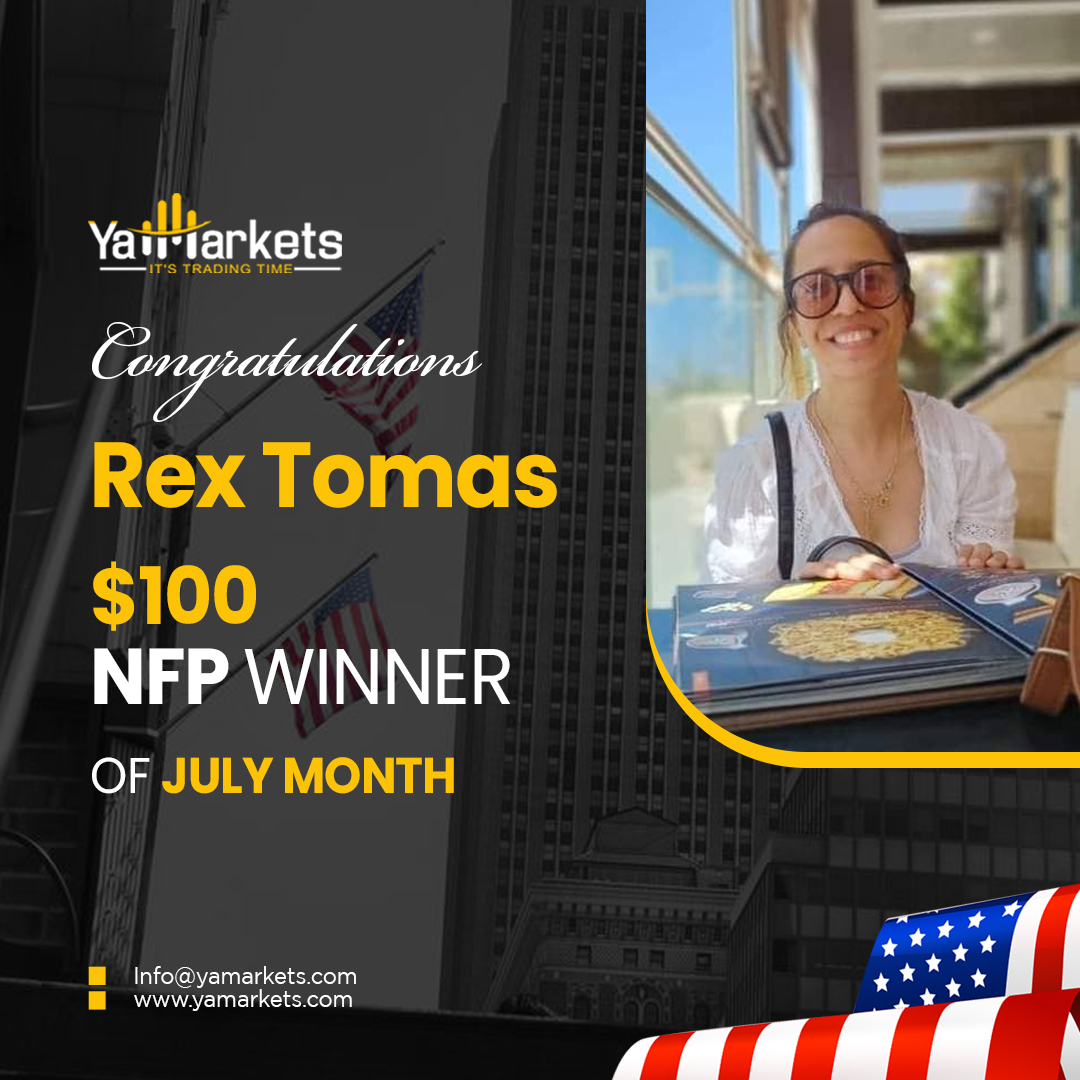 YaMarkets
IT'S TRADING TIME
Congratulations
Rex Tomas
$100
NFP WINNER
OF JULY MONTH
Info@yamarkets.com
www.yamarkets.com